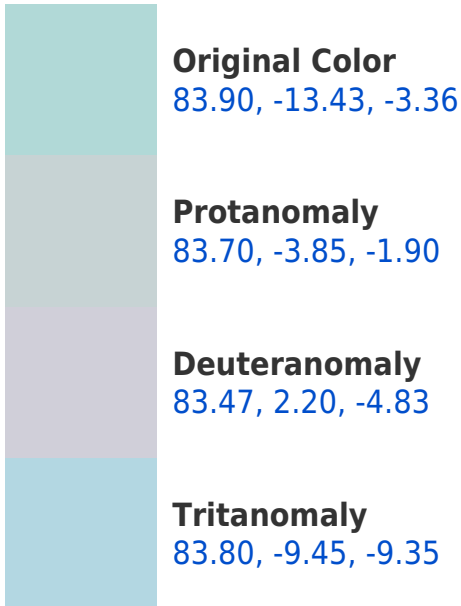 Original Color
83.90, -13.43, -3.36
Protanomaly
83.70, -3.85, -1.90
Deuteranomaly
83.47, 2.20, -4.83
Tritanomaly
83.80, -9.45, -9.35